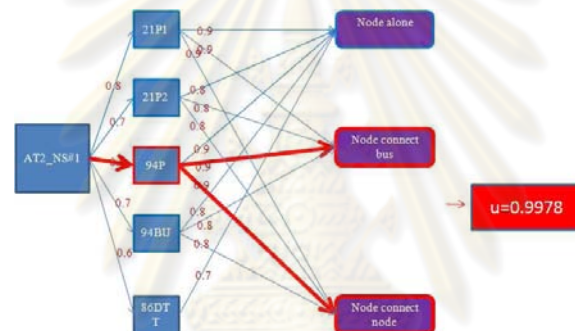 21P1
0.9
0.9
0.9
Node alone
0.8
21P2
0.8
0.8
0.8
0.7
AT2_NS#1
94P
0.9
0.9
0.9
Node connect
bus
u=0.9978
0.7
94BU
0.8
0.8
0.8
0.6
0.7
86DT
T
Node connect
node